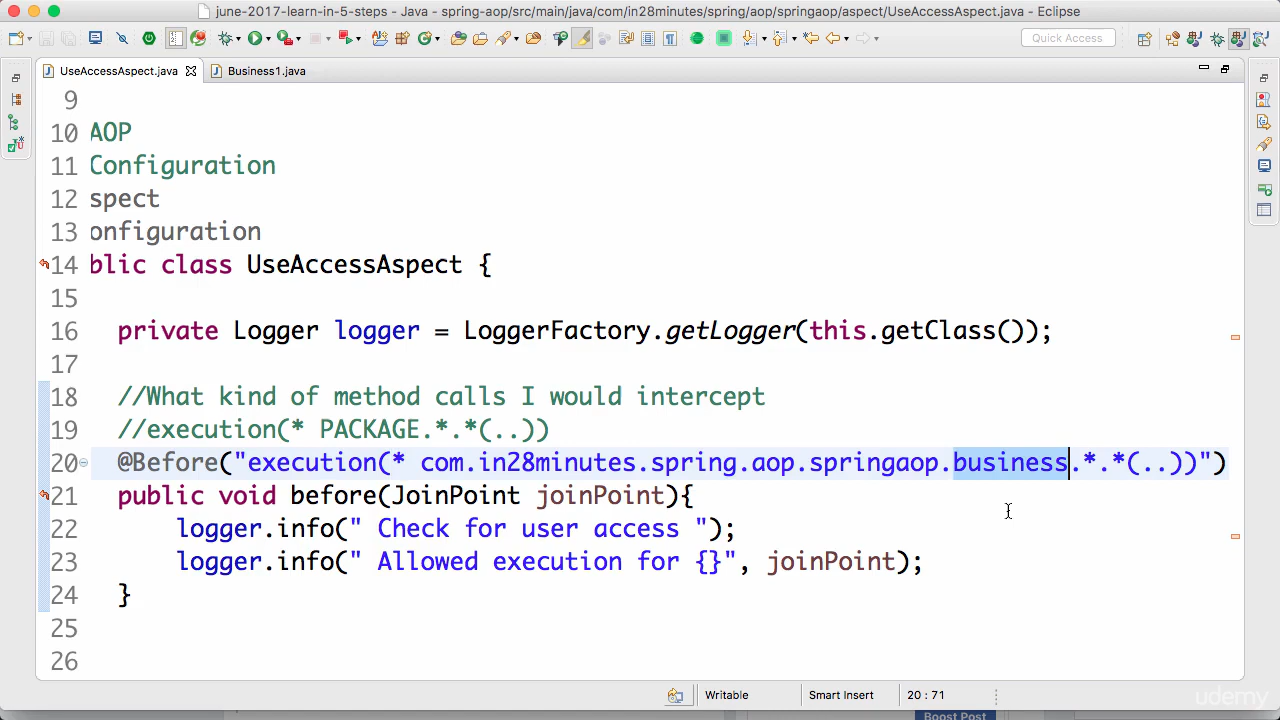 june-2017-learn-in-5-steps - Java - spring-aop/src/main/java/com/in28minutes/spring/aop/springaop/aspect/UseAccessAspect.java - Eclipse
Quick Access
UseAccessAspect.java Business1.java
9
10 AOP
11 Configuration
12 spect
13 onfiguration
14 blic class UseAccessAspect {
15
16 private Logger logger = LoggerFactory.getLogger(this.getClass());
17
18 //What kind of method calls I would intercept
19 //execution(* PACKAGE.*.*(..))
20 @Before("execution(* com.in28minutes.spring.aop.springaop.business.*.*(..))")
21 public void before(JoinPoint joinPoint){
22 logger.info(" Check for user access ");
23 logger.info(" Allowed execution for {}", joinPoint);
24 }
25
26
Writable Smart Insert 20 : 71
udemy
Boost Post